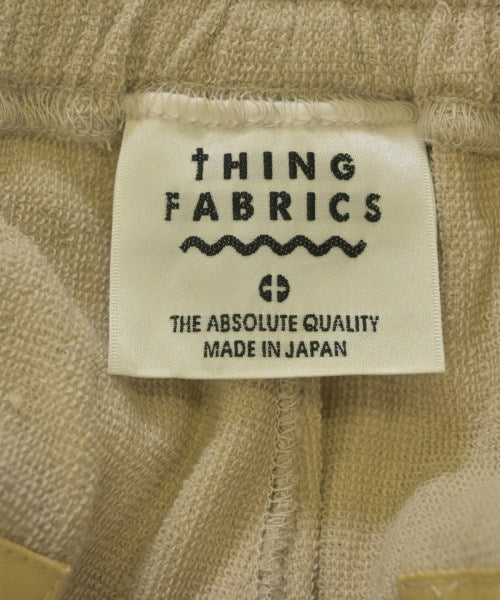 tHING
FABRICS
THE ABSOLUTE QUALITY
MADE IN JAPAN